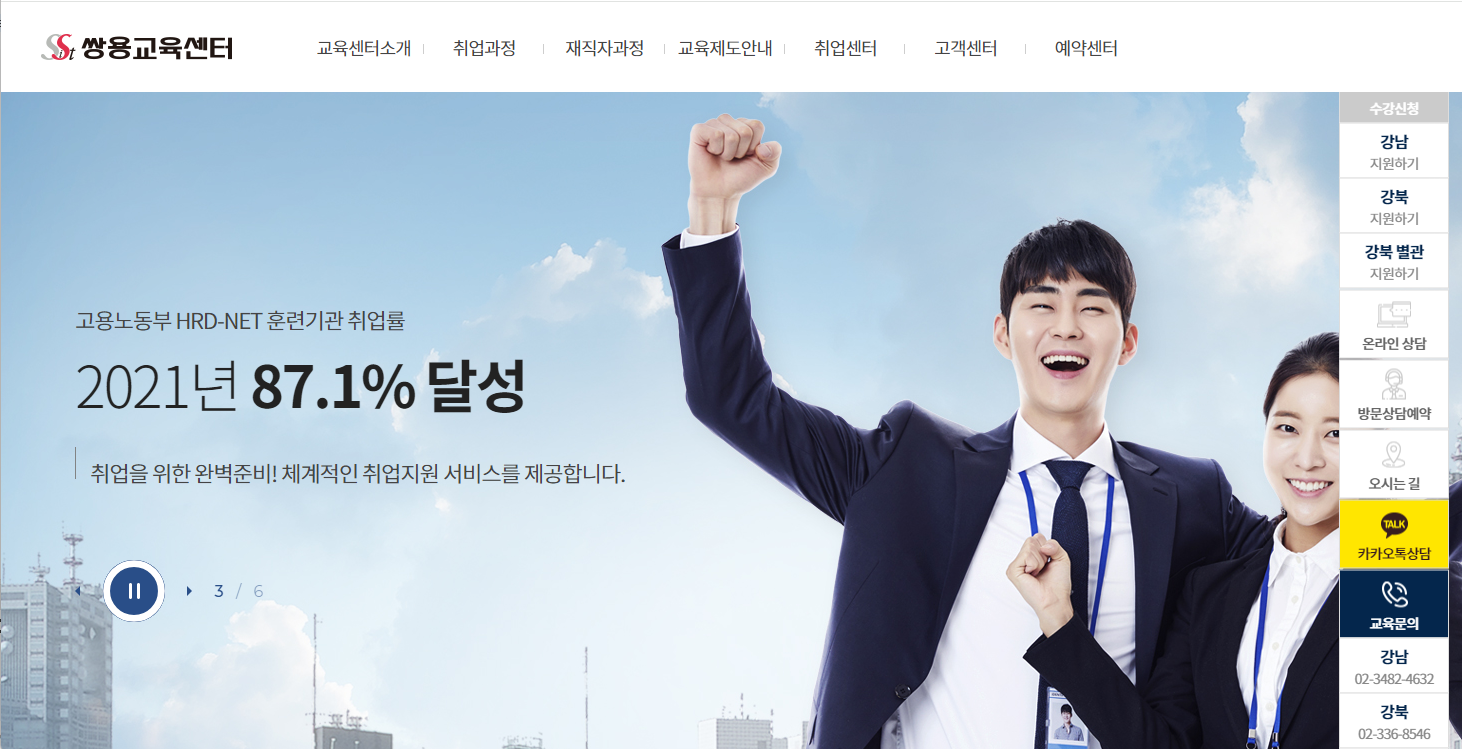 SSist 쌍용교육센터
교육센터소개 취업과정 재직자과정 교육제도안내 취업센터 고객센터 예약센터
고용노동부 HRD-NET 훈련기관 취업률
2021년 87.1% 달성
취업을 위한 완벽준비! 체계적인 취업지원 서비스를 제공합니다.
3 / 6
수강신청
강남
지원하기
강북
지원하기
강북 별관
지원하기
온라인 상담
방문상담예약
오시는 길
TALK
카카오톡상담
교육문의
강남
02-3482-4632
강북
02-336-8546